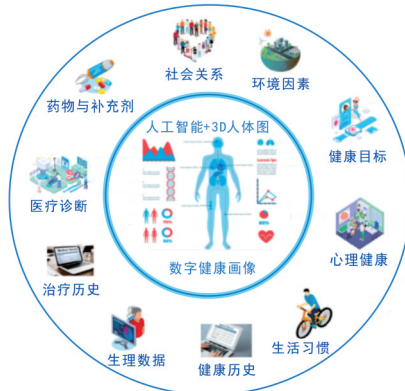 社会关系
环境因素
药物与补充剂
人工智能+3D人体图
健康目标
医疗诊断
心理健康
数字健康画像
治疗历史
生活习惯
生理数据
健康历史